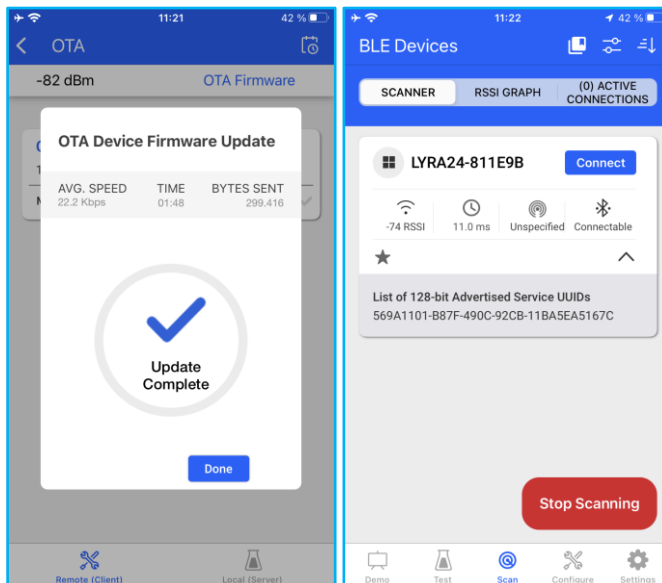 11:21
42 %
OTA
-82 dBm
OTA Firmware
OTA Device Firmware Update
AVG. SPEED
TIME
BYTES SENT
22.2 Kbps
01:48
299.416
Update
Complete
Done
Remote (Client)
Local (Server)
11:22
42 %
BLE Devices
SCANNER
RSSI GRAPH
(0) ACTIVE
CONNECTIONS
LYRA24-811E9B
Connect
-74 RSSI
11.0 ms
Unspecified
Connectable
List of 128-bit Advertised Service UUIDs
569A1101-B87F-490C-92CB-11BA5EA5167C
Stop Scanning
Demo
Test
Scan
Configure
Settings